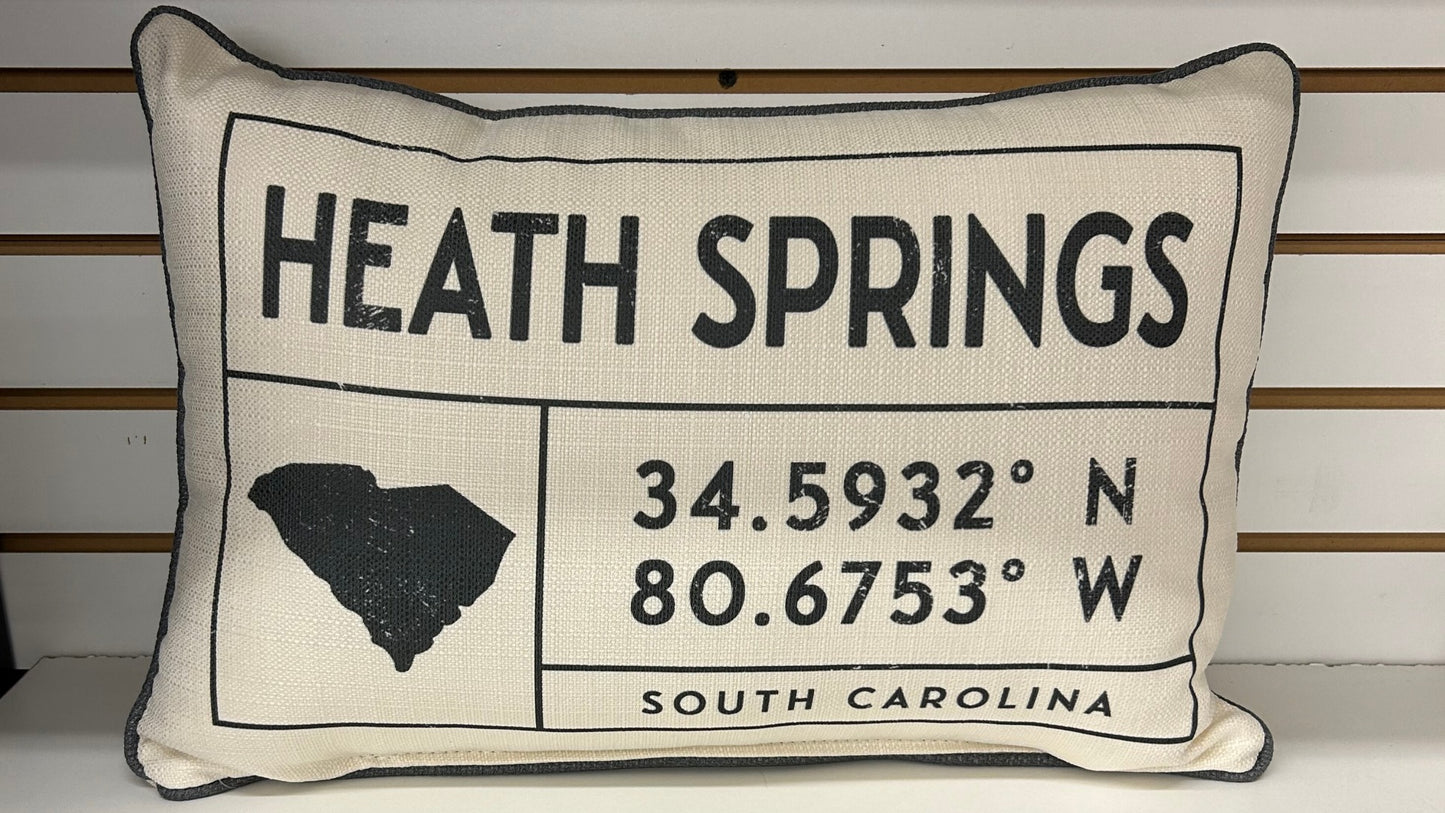 HEATH SPRINGS
34.5932° N
80.6753° W
SOUTH CAROLINA